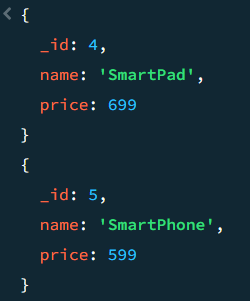 {
_id: 4,
name: 'SmartPad',
price: 699
}
{
_id: 5,
name: 'SmartPhone',
price: 599
}